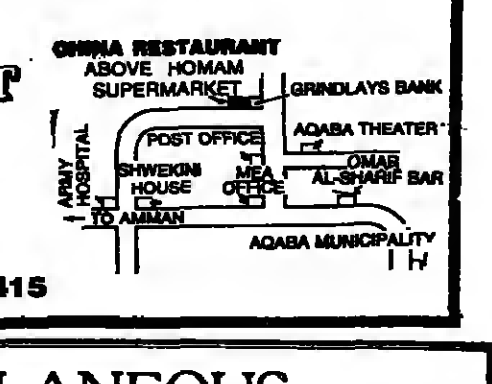 CHINA RESTAURANT
ABOVE HOMAM
SUPERMARKET
GRINDLAYS BANK
POST OFFICE
AQABA THEATER
ARMY
HOSPITAL
SHWEKINI
HOUSE
MEA
OFFICE
OMAR
AL-SHARIF BAR
TO AMMAN
AQABA MUNICIPALITY
415
LANEOUS